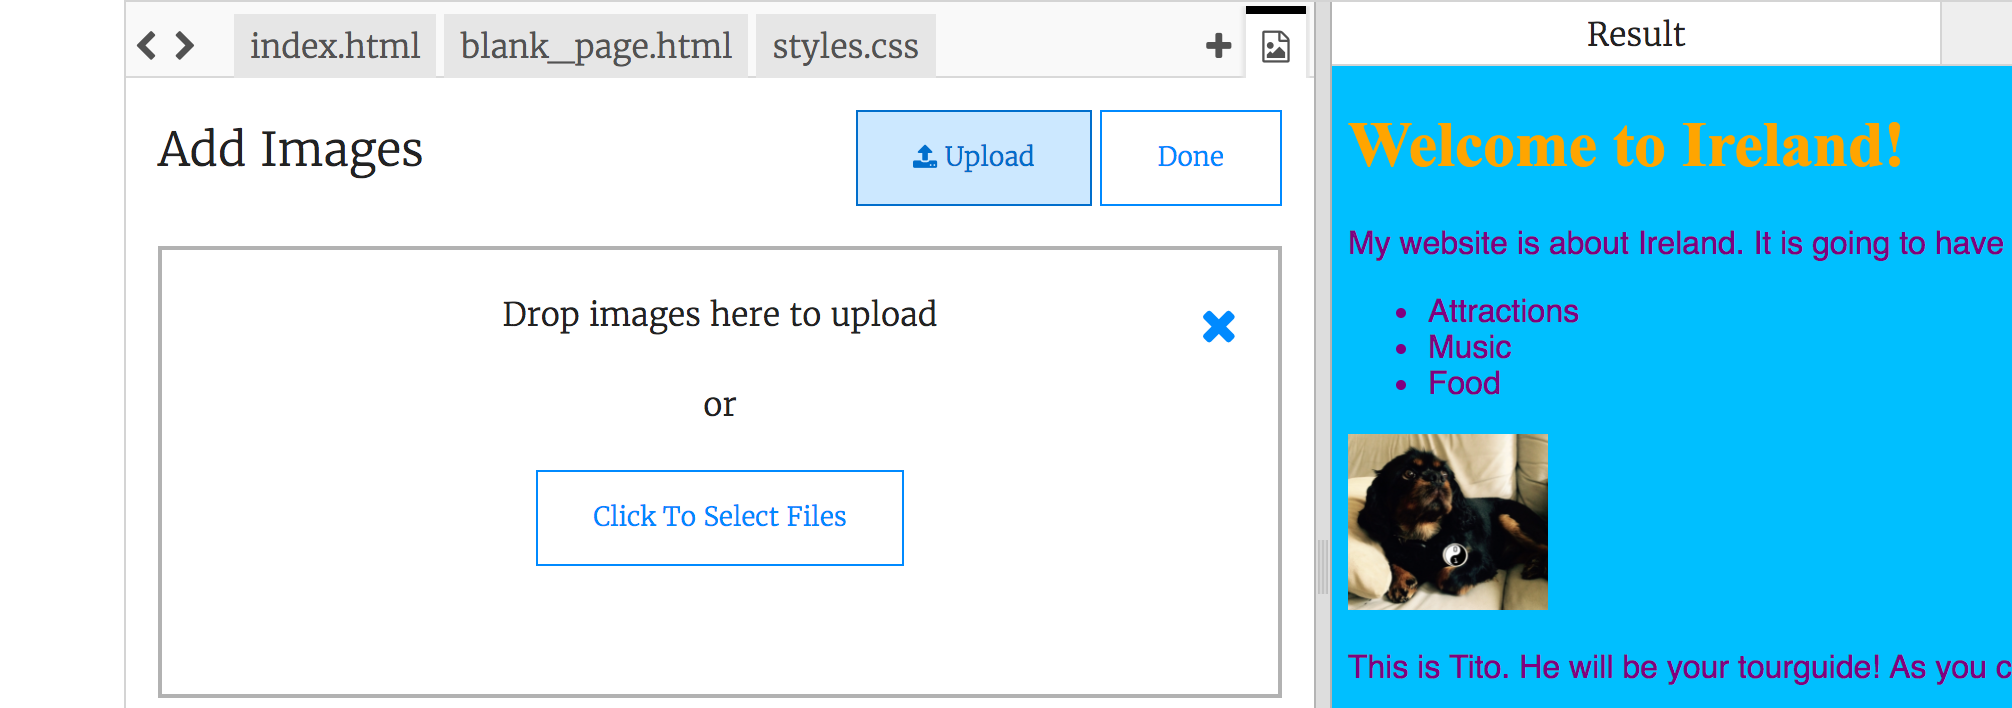 index.html
blank_page.html
styles.css
Add Images
Upload
Done
Drop images here to upload
or
Click To Select Files
Result
Welcome to Ireland!
My website is about Ireland. It is going to have
• Attractions
• Music
• Food
This is Tito. He will be your tourguide! As you c